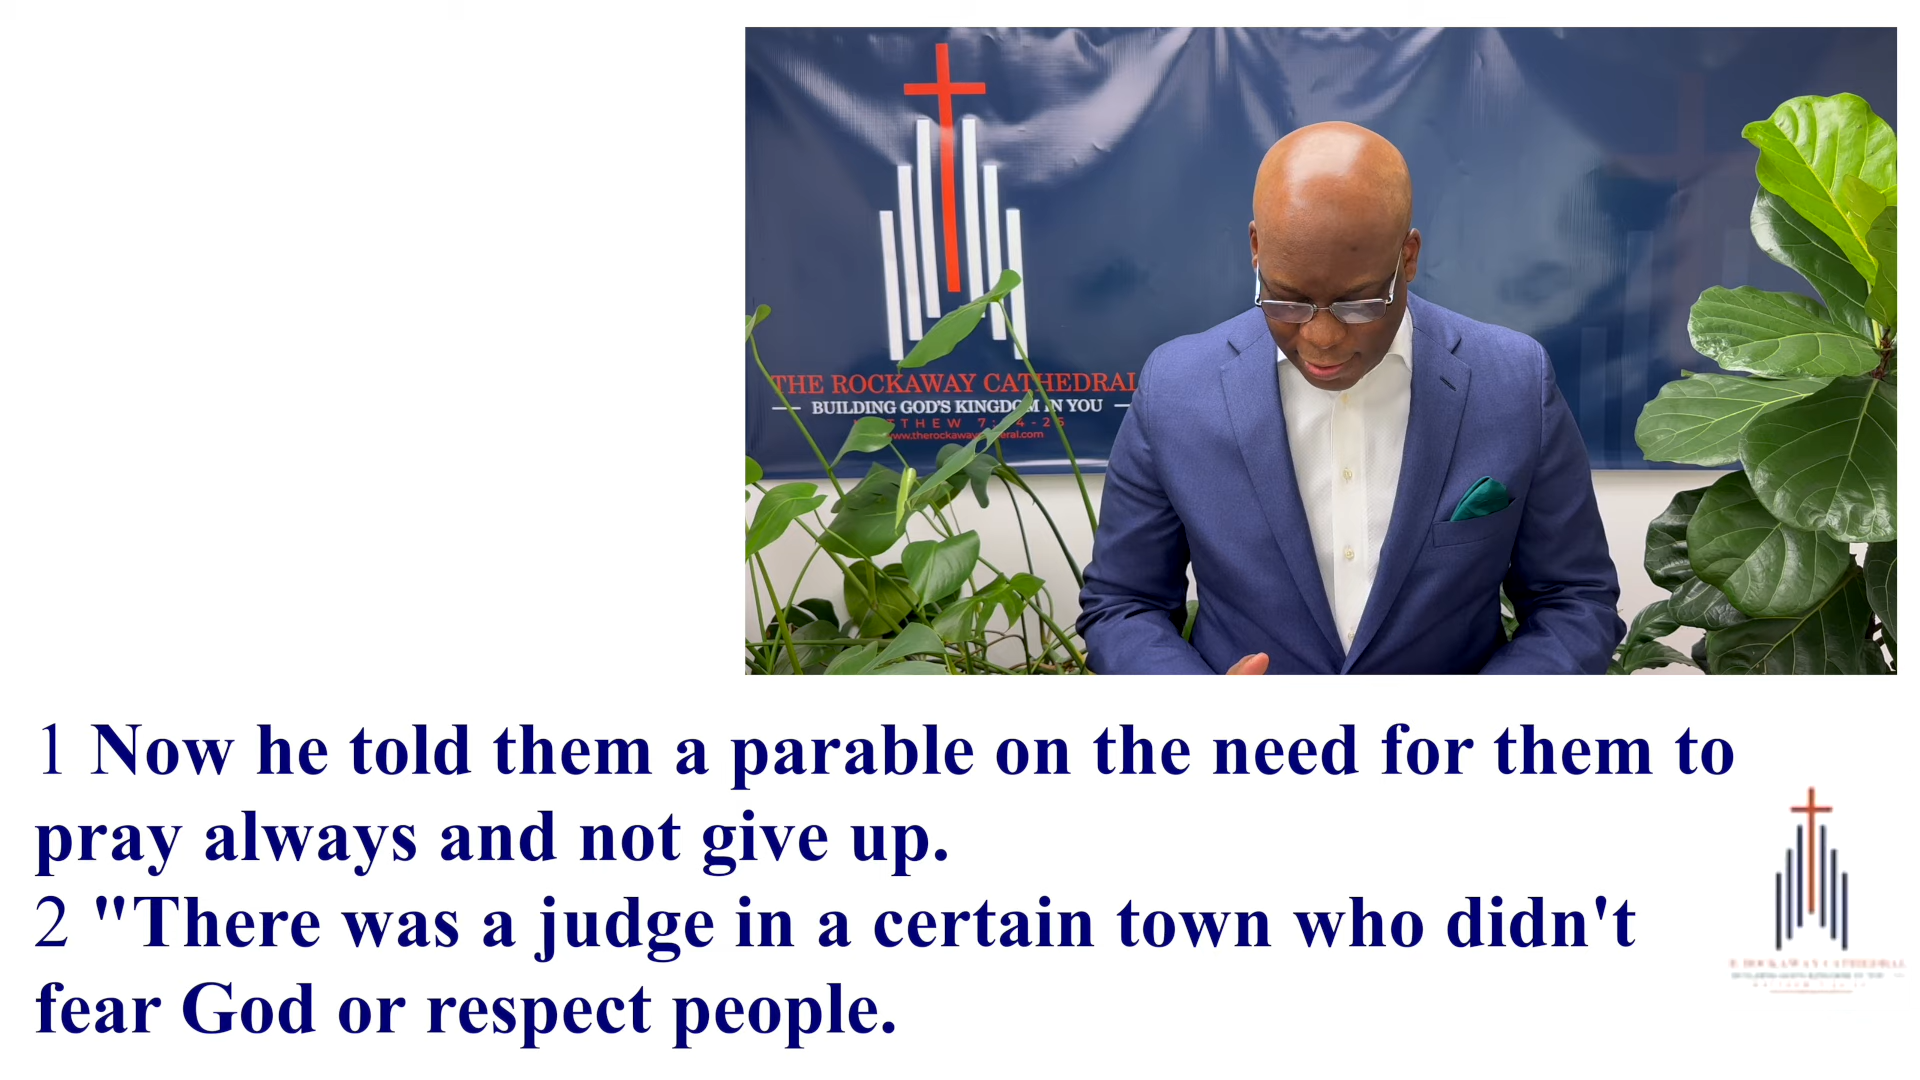 THE ROCKAWAY CATHEDRAL
BUILDING GOD'S KINGDOM IN YOU
1 Now he told them a parable on the need for them to
pray always and not give up.
2 "There was a judge in a certain town who didn't
fear God or respect people.